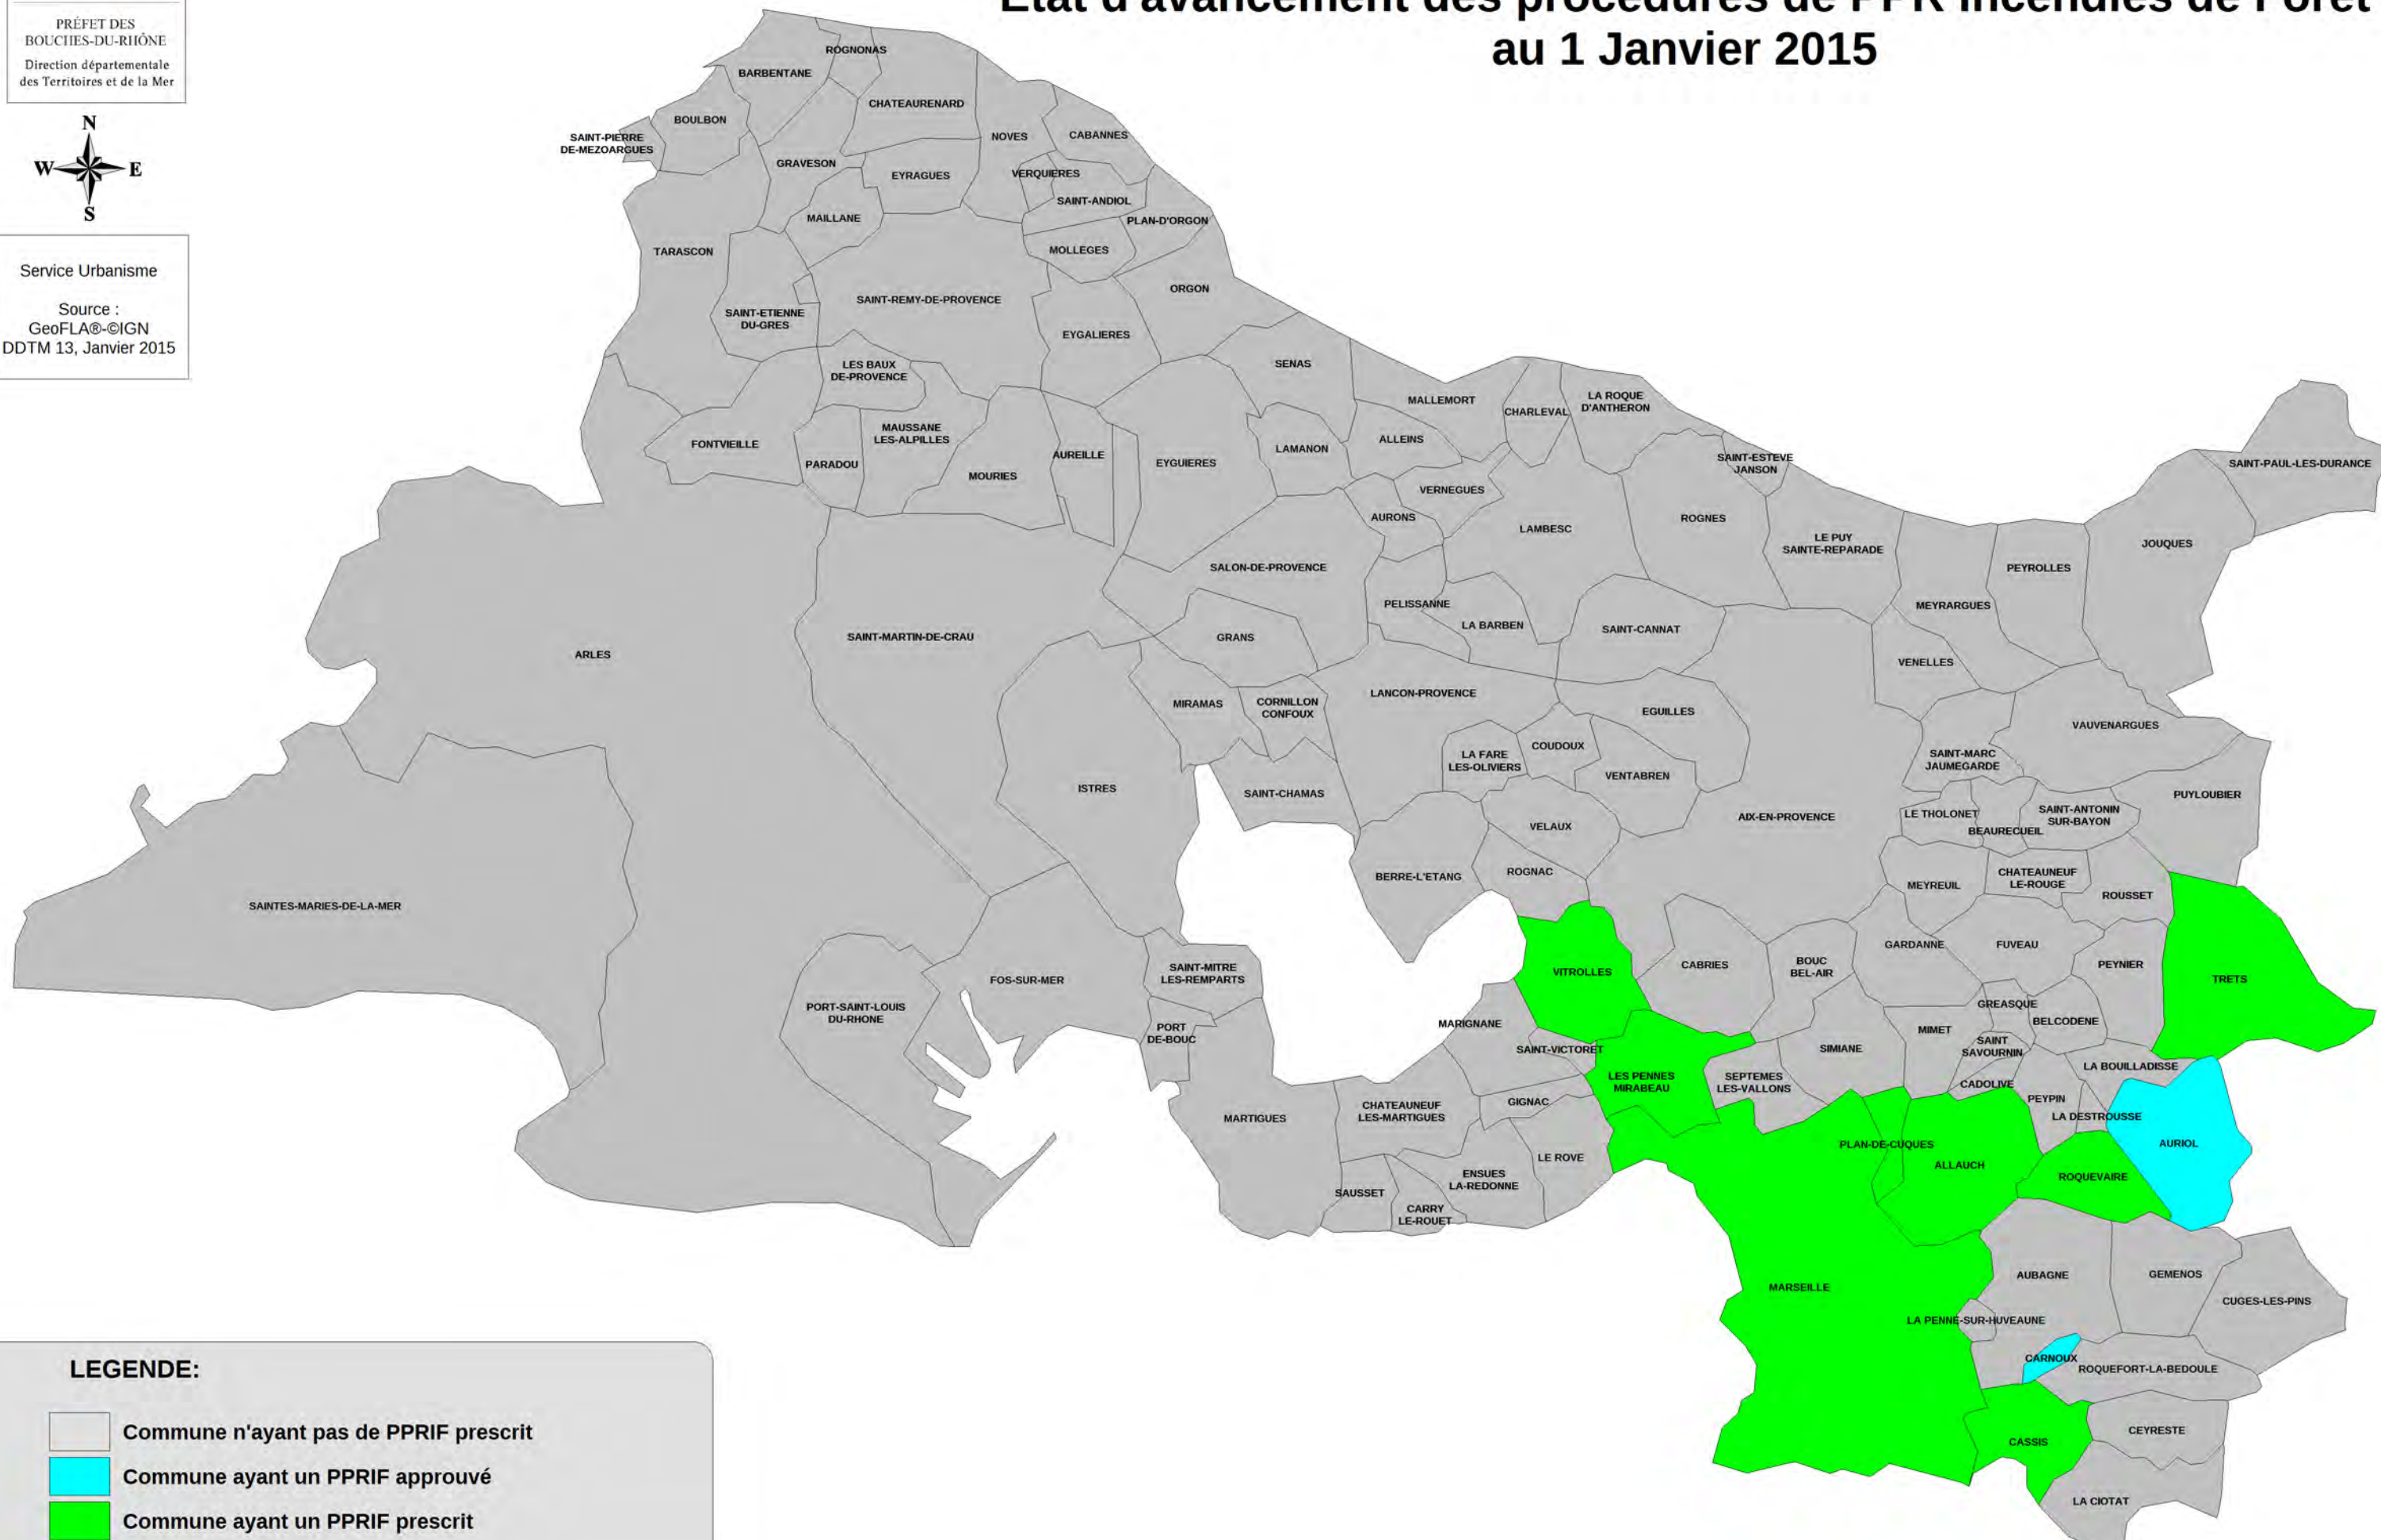 PRÉFET DES
BOUCHES-DU-RHÔNE
Direction départementale
des Territoires et de la Mer
Etat d'avancement des procédures de PPR Incendies de Forêt
au 1 Janvier 2015
N
W E
S
Service Urbanisme
Source :
GeoFLA®-©IGN
DDTM 13, Janvier 2015
ROGNONAS
BARBENTANE
CHATEAURENARD
BOULBON
SAINT-PIERRE
DE-MEZOARGUES
NOVES
CABANNES
GRAVESON
EYRAGUES
VERQUIERES
SAINT-ANDIOL
MAILLANE
PLAN-D'ORGON
TARASCON
MOLLEGES
ORGON
SAINT-REMY-DE-PROVENCE
SAINT-ETIENNE
DU-GRES
EYGALIERES
LES BAUX
DE-PROVENCE
SENAS
MALLEMORT
CHARLEVAL
LA ROQUE
D'ANTHERON
FONTVIEILLE
MAUSSANE
LES-ALPILLES
PARADOU
MOURIES
AUREILLE
EYGUIERES
LAMANON
ALLEINS
SAINT-ESTEVE
JANSON
SAINT-PAUL-LES-DURANCE
VERNEGUES
AURONS
LAMBESC
ROGNES
LE PUY
SAINTE-REPARADE
JOUQUES
PEYROLLES
SALON-DE-PROVENCE
PELISSANNE
LA BARBEN
SAINT-CANNAT
MEYRARGUES
GRANS
SAINT-MARTIN-DE-CRAU
ARLES
VENELLES
MIRAMAS
CORNILLON
CONFOUX
LANCON-PROVENCE
EGUILLES
VAUVENARGUES
LA FARE
LES-OLIVIERS
COUDOUX
VENTABREN
SAINT-MARC
JAUMEGARDE
ISTRES
SAINT-CHAMAS
PUYLOUBIER
VELAUX
AIX-EN-PROVENCE
LE THOLONET
BEAURECUEIL
SAINT-ANTONIN
SUR-BAYON
BERRE-L'ETANG
ROGNAC
MEYREUIL
CHATEAUNEUF
LE-ROUGE
ROUSSET
SAINTES-MARIES-DE-LA-MER
GARDANNE
FUVEAU
PEYNIER
TRETS
FOS-SUR-MER
SAINT-MITRE
LES-REMPARTS
VITROLLES
CABRIES
BOUC
BEL-AIR
PORT-SAINT-LOUIS
DU-RHONE
PORT
DE-BOUC
MARIGNANE
SAINT-VICTORET
SIMIANE
MIMET
GREASQUE
BELCODENE
SAINT
SAVOURNIN
LA BOUILLADISSE
LES PENNES
MIRABEAU
SEPTEMES
LES-VALLONS
CADOLIVE
PEYPIN
LA DESTROUSSE
MARTIGUES
CHATEAUNEUF
LES-MARTIGUES
GIGNAC
LE ROVE
PLAN-DE-CUQUES
ALLAUCH
ROQUEVAIRE
AURIOL
SAUSSET
CARRY
LE-ROUET
ENSUES
LA-REDONNE
MARSEILLE
AUBAGNE
GEMENOS
CUGES-LES-PINS
LA PENNE-SUR-HUVEAUNE
CARNOUX
ROQUEFORT-LA-BEDOULE
CASSIS
CEYRESTE
LA CIOTAT
LEGENDE:
Commune n'ayant pas de PPRIF prescrit
Commune ayant un PPRIF approuvé
Commune ayant un PPRIF prescrit